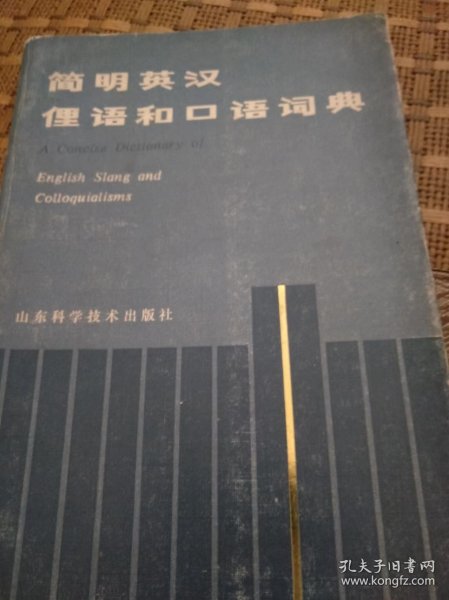 简明英汉
俚语和口语词典
A Concise Dictionary of
English Slang and
Colloquialisms
山东科学技术出版社
孔夫子旧书网
www.kongfz.com